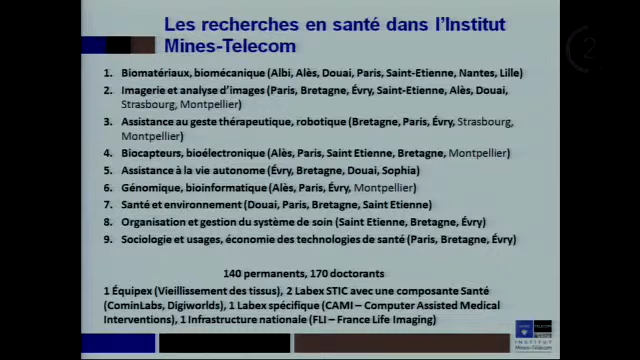 Les recherches en santé dans l'Institut
Mines-Telecom
1. Biomatériaux, biomécanique (Albi, Alès, Douai, Paris, Saint-Etienne, Nantes, Lille)
2. Imagerie et analyse d'images (Paris, Bretagne, Évry, Saint-Etienne, Alès, Douai,
Strasbourg, Montpellier)
3. Assistance au geste thérapeutique, robotique (Bretagne, Paris, Évry, Strasbourg,
Montpellier)
4. Biocapteurs, bioélectronique (Alès, Paris, Saint Etienne, Bretagne, Montpellier)
5. Assistance à la vie autonome (Évry, Bretagne, Douai, Sophia)
6. Génomique, bioinformatique (Alès, Paris, Évry, Montpellier)
7. Santé et environnement (Douai, Paris, Bretagne, Saint Etienne)
8. Organisation et gestion du système de soin (Saint Etienne, Bretagne, Évry)
9. Sociologie et usages, économie des technologies de santé (Paris, Bretagne, Évry)
140 permanents, 170 doctorants
1 Équipex (Vieillissement des tissus), 2 Labex STIC avec une composante Santé
(CominLabs, Digiworlds), 1 Labex spécifique (CAMI – Computer Assisted Medical
Interventions), 1 Infrastructure nationale (FLI – France Life Imaging)
INSTITUT
Mines-Telecom
2